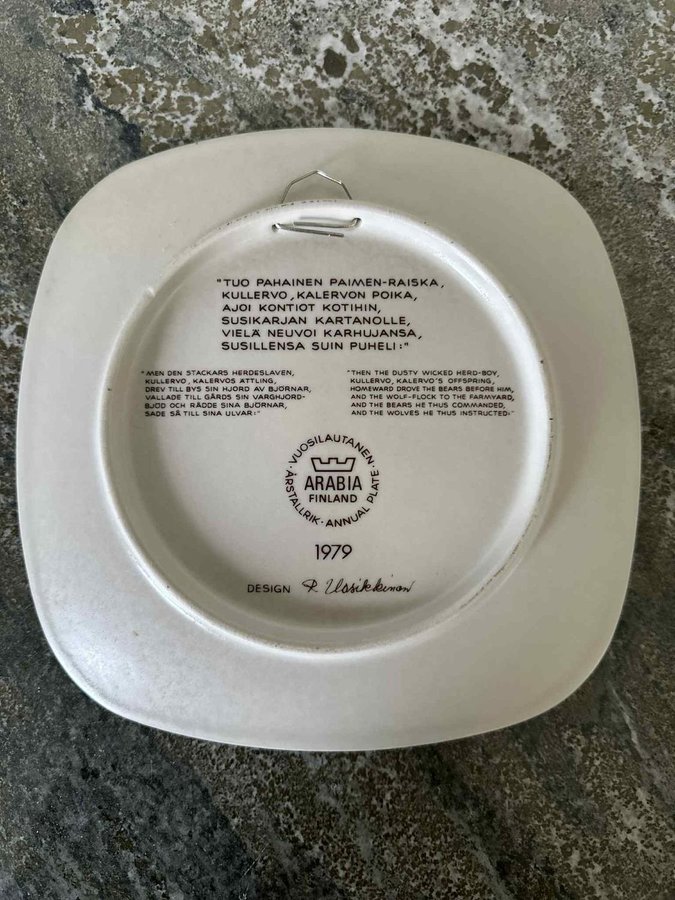 "TUO PAHAINEN PAIMEN-RAISKA,
KULLERVO, KALERVON POIKA,
AJOI KONTIOT KOTIHIN,
SUSIKARJAN KARTANOLLE,
VIELÄ NEUVOI KARHUJANSA,
SUSILLENSA SUIN PUHELI:"
"MEN DEN STACKARS HERDESLAVEN,
KULLERVO, KALERVOS ÄTTLING,
DREV TILL BYS SIN HJORD AV BJÖRNAR,
VALLADE TILL GÅRDS SIN VARGHJORD-
BJÖD OCH RÄDDE SINA BJÖRNAR,
SADE SÅ TILL SINA ULVAR:"
"THEN THE DUSTY WICKED HERD-BOY,
KULLERVO, KALERVO'S OFFSPRING,
HOMEWARD DROVE THE BEARS BEFORE HIM,
AND THE WOLF-FLOCK TO THE FARMYARD,
AND THE BEARS HE THUS COMMANDED,
AND THE WOLVES HE THUS INSTRUCTED:"
·VUOSILAUTANEN·
ARABIA
FINLAND
ÅRSTALLRIK·ANNUAL PLATE
1979
DESIGN R. Uosikkinen